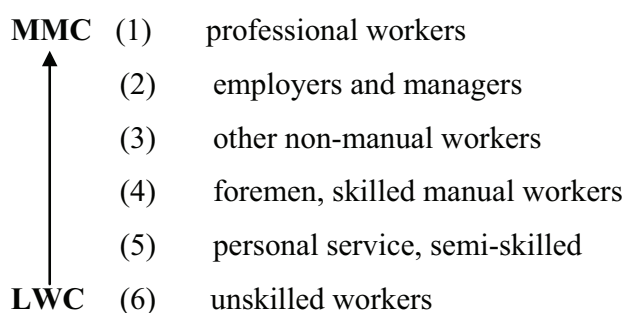 MMC (1) professional workers
(2) employers and managers
(3) other non-manual workers
(4) foremen, skilled manual workers
(5) personal service, semi-skilled
LWC (6) unskilled workers